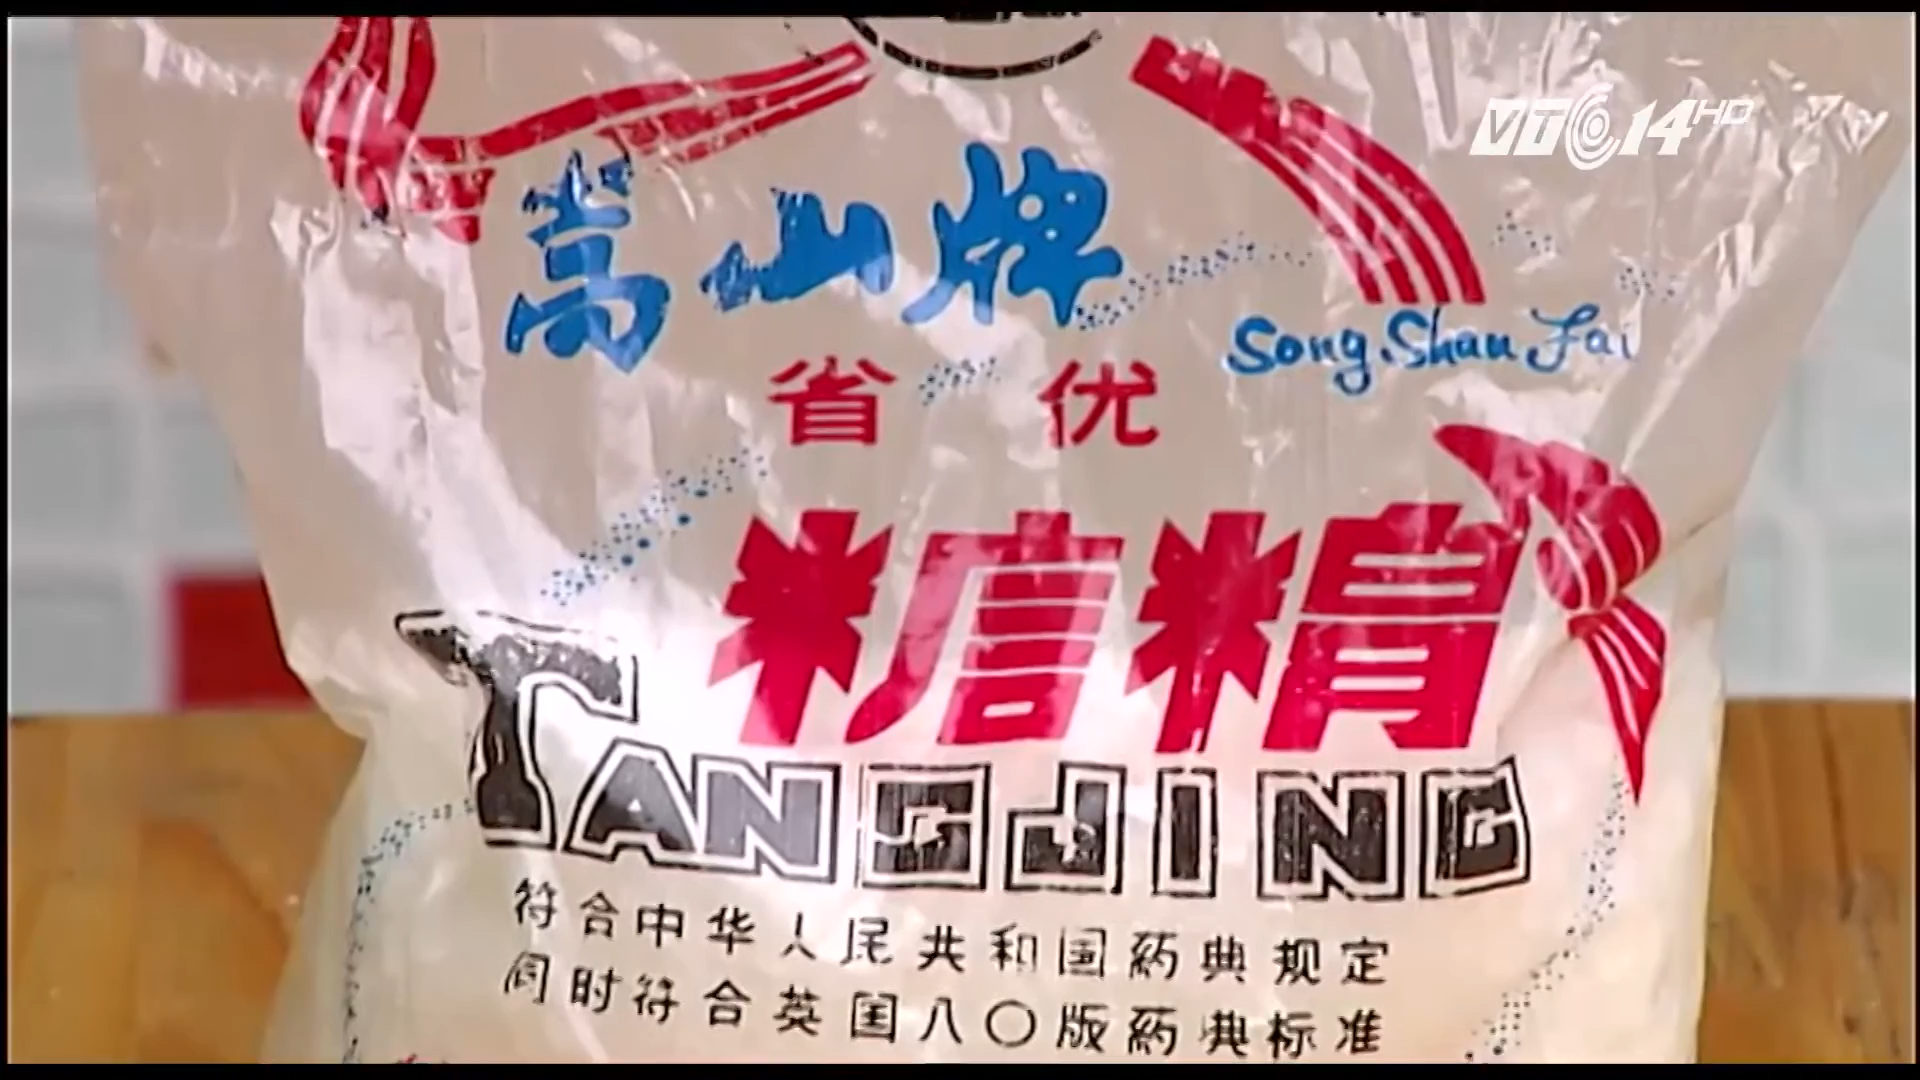 VTC14HD
嵩山牌
Song Shan Fai
省优
糖精
TANGJING
符合中华人民共和国药典规定
同时符合英国八〇版药典标准